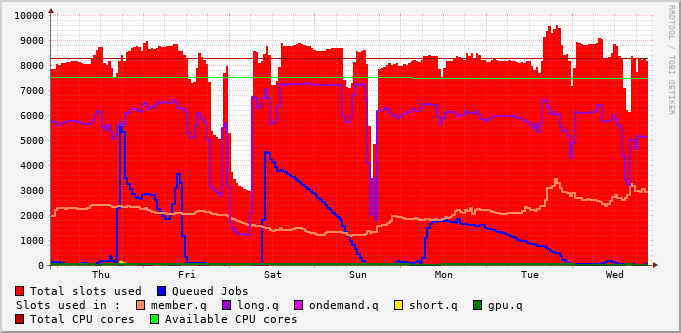 10000
9000
8000
7000
6000
5000
4000
3000
2000
1000
0
Thu Fri Sat Sun Mon Tue Wed
RRDTOOL / TOBI OETIKER
Total slots used Queued Jobs
Slots used in : member.q long.q ondemand.q short.q gpu.q
Total CPU cores Available CPU cores